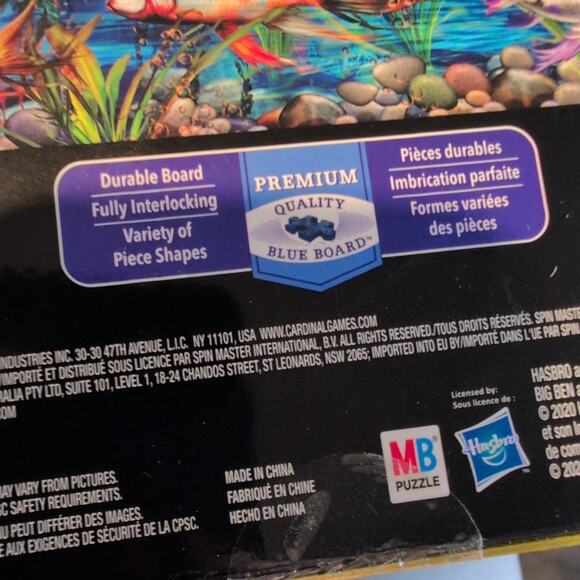 Durable Board
Fully Interlocking
Variety of
Piece Shapes
PREMIUM
QUALITY
BLUE BOARD™
Pièces durables
Imbrication parfaite
Formes variées
des pièces
INDUSTRIES INC. 30-30 47TH AVENUE, L.I.C. NY 11101, USA WWW.CARDINALGAMES.COM
IMPORTÉ ET DISTRIBUÉ SOUS LICENCE PAR SPIN MASTER INTERNATIONAL, B.V. ALL RIGHTS RESERVED./TOUS DROITS RÉSERVÉS. SPIN MASTER
PTY LTD, SUITE 101, LEVEL 1, 18-24 CHANDOS STREET, ST LEONARDS, NSW 2065; IMPORTED INTO EU BY/IMPORTÉ DANS L'UE PAR SPIN
COM
VARY FROM PICTURES.
SAFETY REQUIREMENTS.
PEUT DIFFÉRER DES IMAGES.
AUX EXIGENCES DE SÉCURITÉ DE LA CPSC.
MADE IN CHINA
FABRIQUÉ EN CHINE
HECHO EN CHINA
MB
PUZZLE
Licensed by:
Sous licence de :
Hasbro
HASBRO
BIG BEN
© 2020
et son
de
©